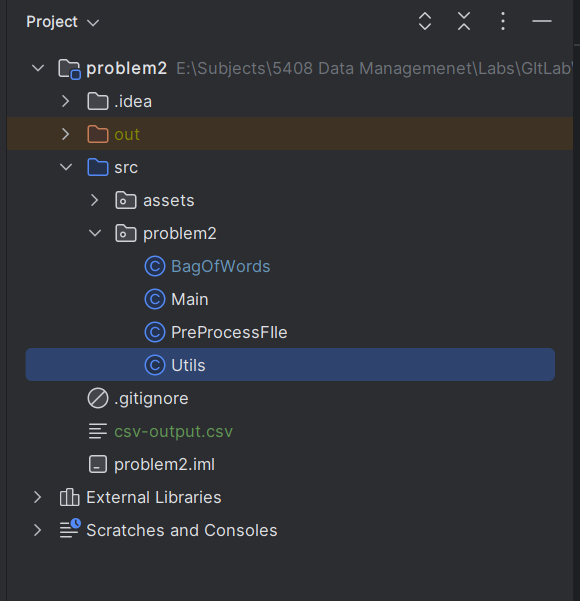 Project
problem2 E:\Subjects\5408 Data Managemenet\Labs\GItLab\
.idea
out
src
assets
problem2
BagOfWords
Main
PreProcessFIle
Utils
.gitignore
csv-output.csv
problem2.iml
External Libraries
Scratches and Consoles